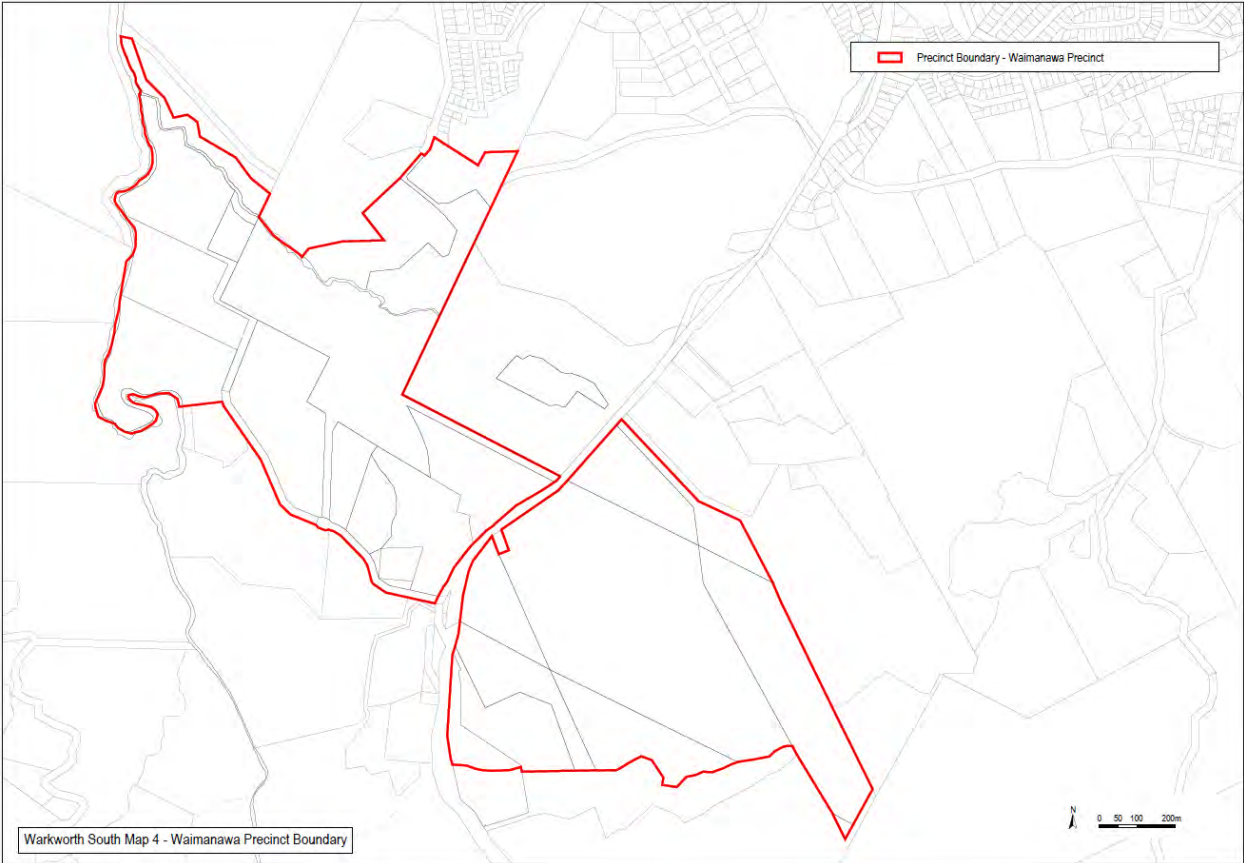 Precinct Boundary - Waimanawa Precinct
N
0 50 100 200m
Warkworth South Map 4 - Waimanawa Precinct Boundary